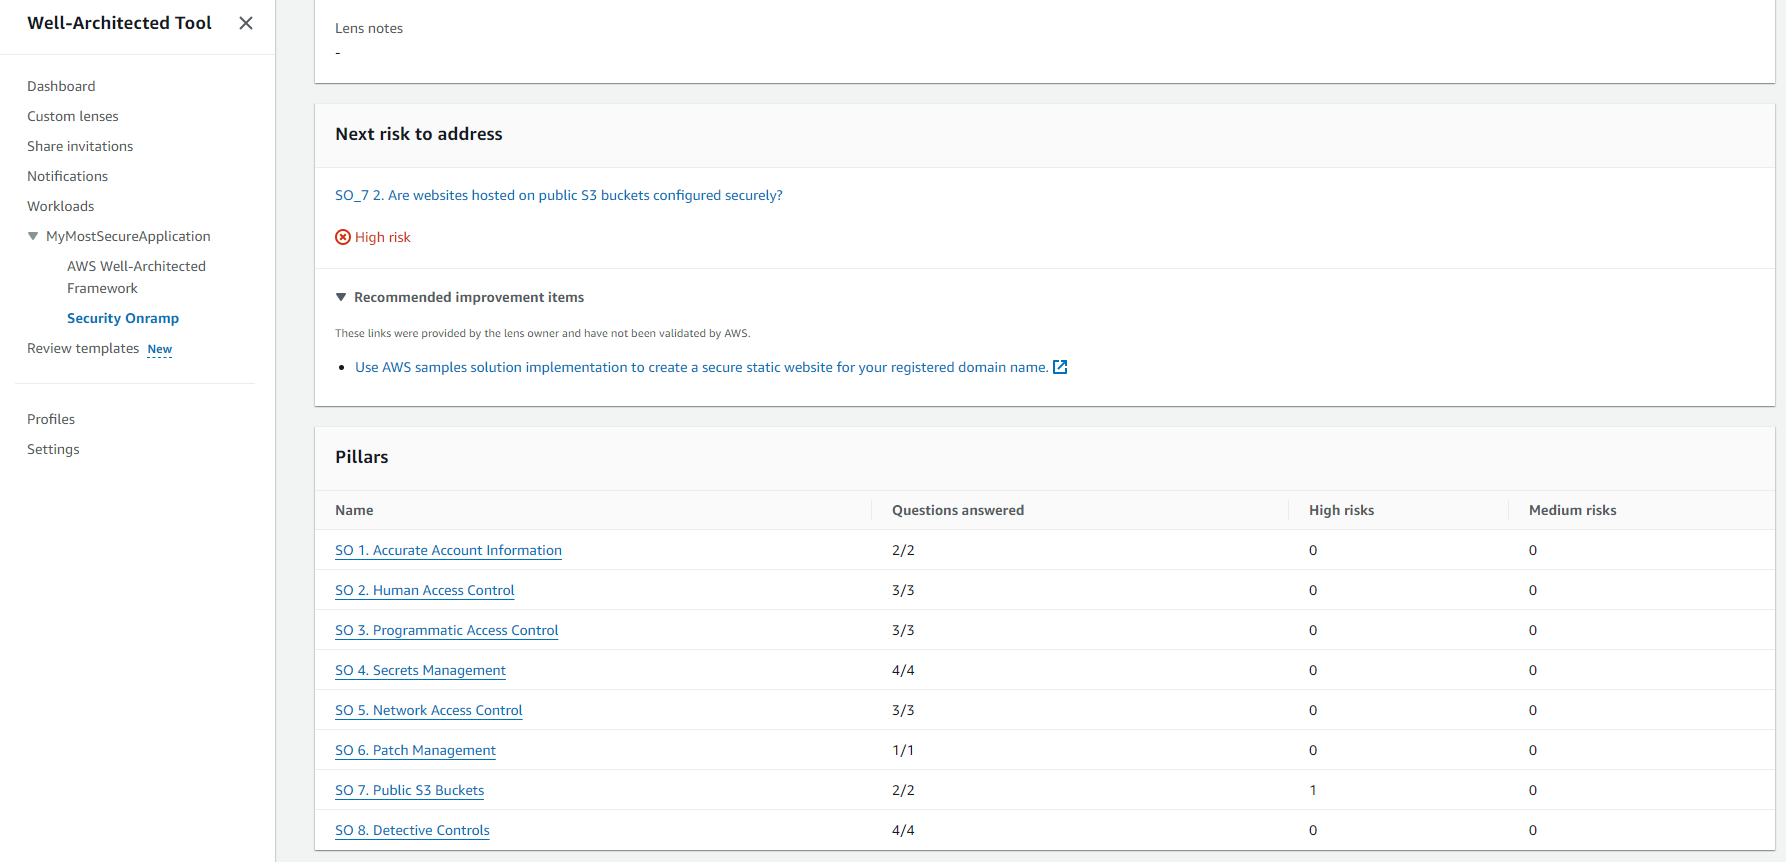 Well-Architected Tool
Dashboard
Custom lenses
Share invitations
Notifications
Workloads
MyMostSecureApplication
AWS Well-Architected
Framework
Security Onramp
Review templates New
Profiles
Settings
Lens notes
-
Next risk to address
SO_7 2. Are websites hosted on public S3 buckets configured securely?
High risk
Recommended improvement items
These links were provided by the lens owner and have not been validated by AWS.
• Use AWS samples solution implementation to create a secure static website for your registered domain name.
Pillars
Name Questions answered High risks Medium risks
SO 1. Accurate Account Information 2/2 0 0
SO 2. Human Access Control 3/3 0 0
SO 3. Programmatic Access Control 3/3 0 0
SO 4. Secrets Management 4/4 0 0
SO 5. Network Access Control 3/3 0 0
SO 6. Patch Management 1/1 0 0
SO 7. Public S3 Buckets 2/2 1 0
SO 8. Detective Controls 4/4 0 0